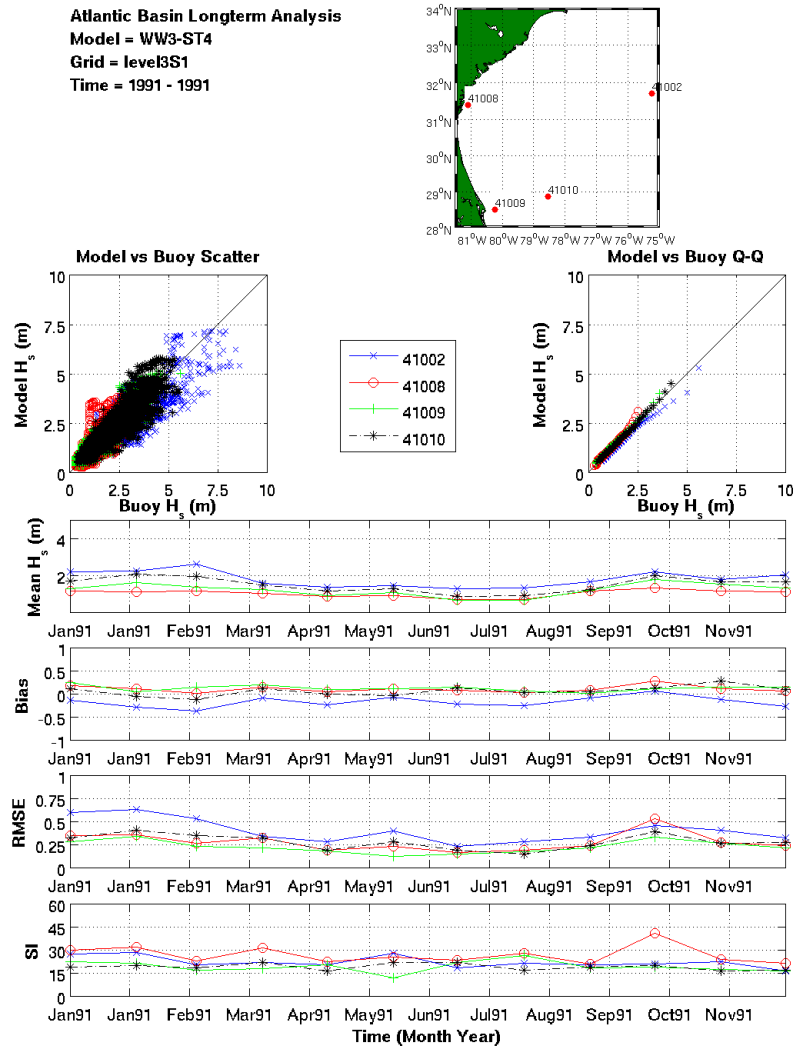 Atlantic Basin Longterm Analysis
Model = WW3-ST4
Grid = level3S1
Time = 1991 - 1991
34°N
33°N
32°N
31°N
30°N
29°N
28°N
41008
41002
41009
41010
81°W 80°W 79°W 78°W 77°W 76°W 75°W
Model vs Buoy Scatter
Model Hs (m)
10
7.5
5
2.5
0
0 2.5 5 7.5 10
Buoy Hs (m)
41002
41008
41009
41010
Model vs Buoy Q-Q
Model Hs (m)
10
7.5
5
2.5
0
0 2.5 5 7.5 10
Buoy Hs (m)
Mean Hs (m)
4
2
Jan91 Jan91 Feb91 Mar91 Apr91 May91 Jun91 Jul91 Aug91 Sep91 Oct91 Nov91
Bias
1
0.5
0
-0.5
-1
Jan91 Jan91 Feb91 Mar91 Apr91 May91 Jun91 Jul91 Aug91 Sep91 Oct91 Nov91
RMSE
1
0.75
0.5
0.25
0
Jan91 Jan91 Feb91 Mar91 Apr91 May91 Jun91 Jul91 Aug91 Sep91 Oct91 Nov91
SI
60
45
30
15
0
Jan91 Jan91 Feb91 Mar91 Apr91 May91 Jun91 Jul91 Aug91 Sep91 Oct91 Nov91
Time (Month Year)